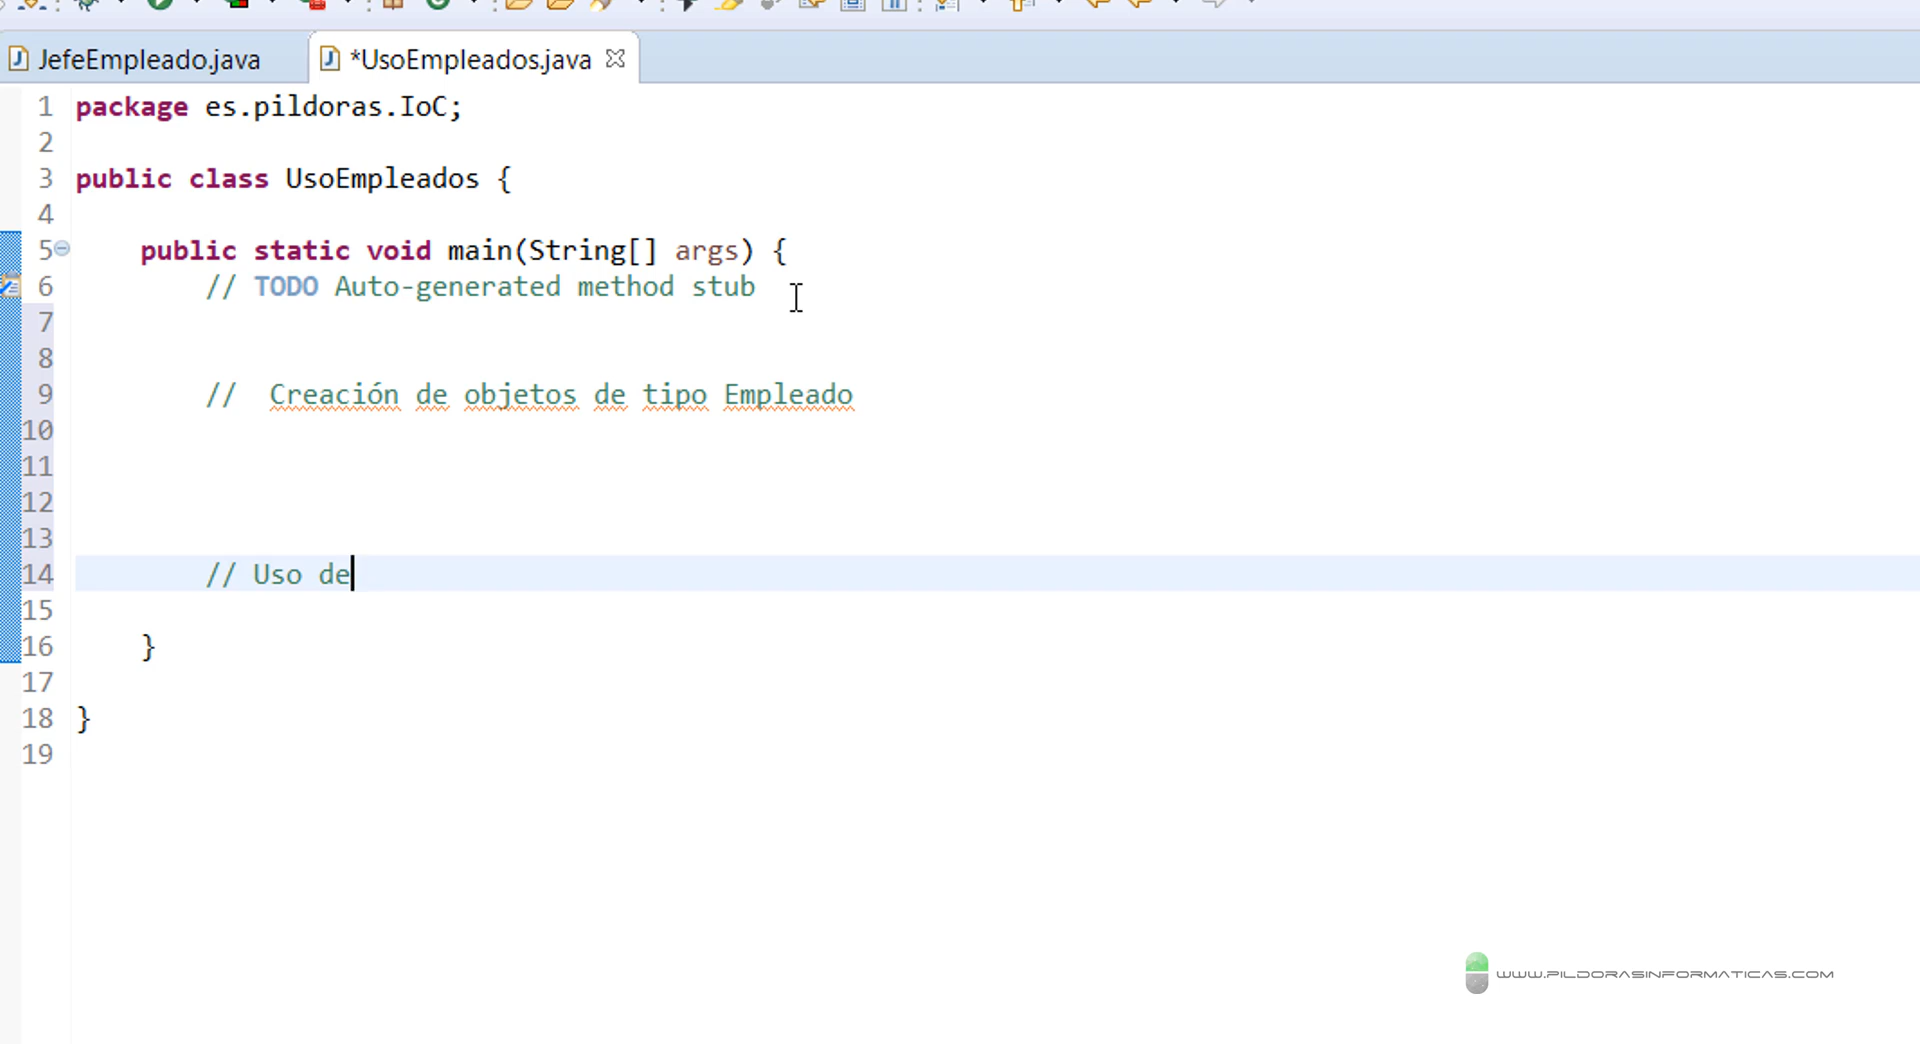 JefeEmpleado.java
*UsoEmpleados.java
1 package es.pildoras.IoC;
2
3 public class UsoEmpleados {
4
5 public static void main(String[] args) {
6 // TODO Auto-generated method stub
7
8
9 // Creación de objetos de tipo Empleado
10
11
12
13
14 // Uso de
15
16 }
17
18 }
19
WWW.PILDORASINFORMATICAS.COM